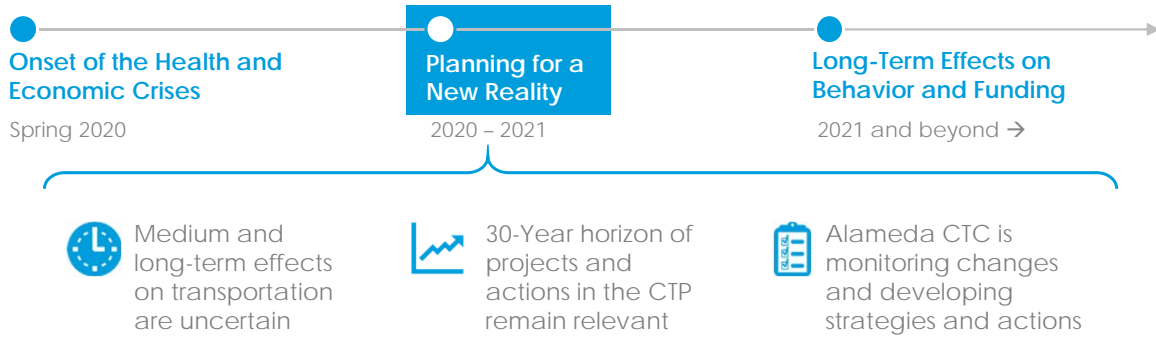 Onset of the Health and
Economic Crises
Spring 2020
Planning for a
New Reality
2020 – 2021
Long-Term Effects on
Behavior and Funding
2021 and beyond →
Medium and
long-term effects
on transportation
are uncertain
30-Year horizon of
projects and
actions in the CTP
remain relevant
Alameda CTC is
monitoring changes
and developing
strategies and actions